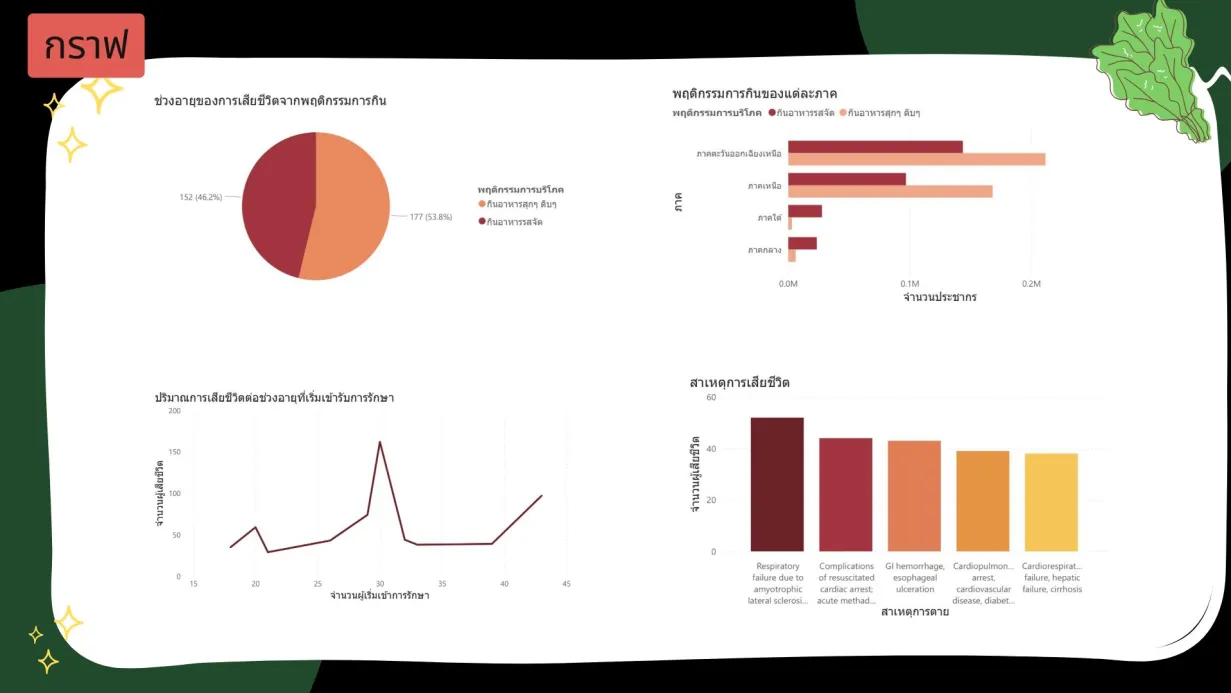 กราฟ
ช่วงอายุของการเสียชีวิตจากพฤติกรรมการกิน
152 (46.2%)
177 (53.8%)
พฤติกรรมการบริโภค
กินอาหารสุกๆ ดิบๆ
กินอาหารรสจัด
พฤติกรรมการกินของแต่ละภาค
พฤติกรรมการบริโภค กินอาหารรสจัด กินอาหารสุกๆ ดิบๆ
ภาค
ภาคตะวันออกเฉียงเหนือ
ภาคเหนือ
ภาคใต้
ภาคกลาง
0.0M 0.1M 0.2M
จำนวนประชากร
ปริมาณการเสียชีวิตต่อช่วงอายุที่เริ่มเข้ารับการรักษา
จำนวนผู้เสียชีวิต
200
150
100
50
0
15 20 25 30 35 40 45
จำนวนผู้เริ่มเข้าการรักษา
สาเหตุการเสียชีวิต
จำนวนผู้เสียชีวิต
60
40
20
0
Respiratory
failure due to
amyotrophic
lateral sclerosi...
Complications
of resuscitated
cardiac arrest;
acute methad...
GI hemorrhage,
esophageal
ulceration
Cardiopulmon...
arrest,
cardiovascular
disease, diabet...
Cardiorespirat...
failure, hepatic
failure, cirrhosis
สาเหตุการตาย